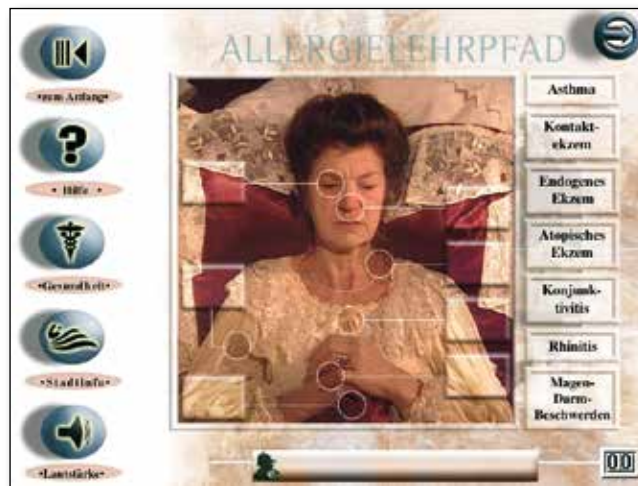 ALLERGIELEHRPFAD
•zum Anfang•
• Hilfe •
•Gesundheit•
•Stadtinfo•
•Lautstärke•
Asthma
Kontakt-
ekzem
Endogenes
Ekzem
Atopisches
Ekzem
Konjunk-
tivitis
Rhinitis
Magen-
Darm-
Beschwerden
00